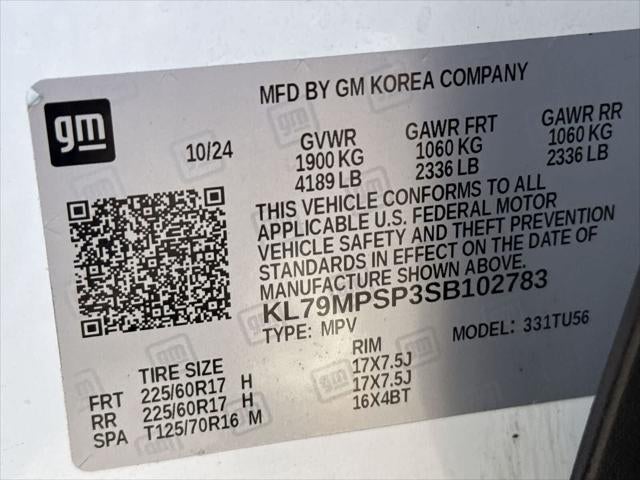 gm
MFD BY GM KOREA COMPANY
10/24
GVWR GAWR FRT GAWR RR
1900 KG 1060 KG 1060 KG
4189 LB 2336 LB 2336 LB
THIS VEHICLE CONFORMS TO ALL
APPLICABLE U.S. FEDERAL MOTOR
VEHICLE SAFETY AND THEFT PREVENTION
STANDARDS IN EFFECT ON THE DATE OF
MANUFACTURE SHOWN ABOVE.
KL79MPSP3SB102783
TYPE: MPV MODEL: 331TU56
TIRE SIZE RIM
FRT 225/60R17 H 17X7.5J
RR 225/60R17 H 17X7.5J
SPA T125/70R16 M 16X4BT